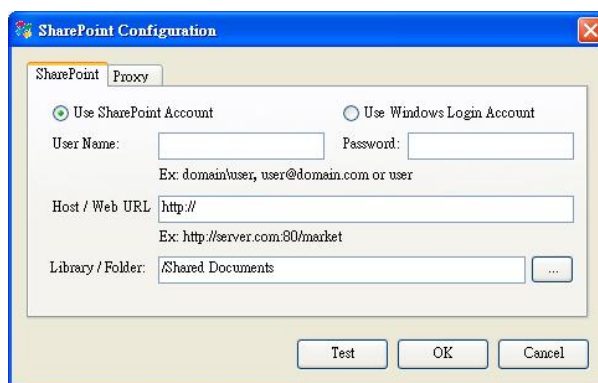 SharePoint Configuration
SharePoint Proxy
Use SharePoint Account Use Windows Login Account
User Name: Password:
Ex: domain\user, user@domain.com or user
Host / Web URL http://
Ex: http://server.com:80/market
Library / Folder: /Shared Documents ...
Test OK Cancel